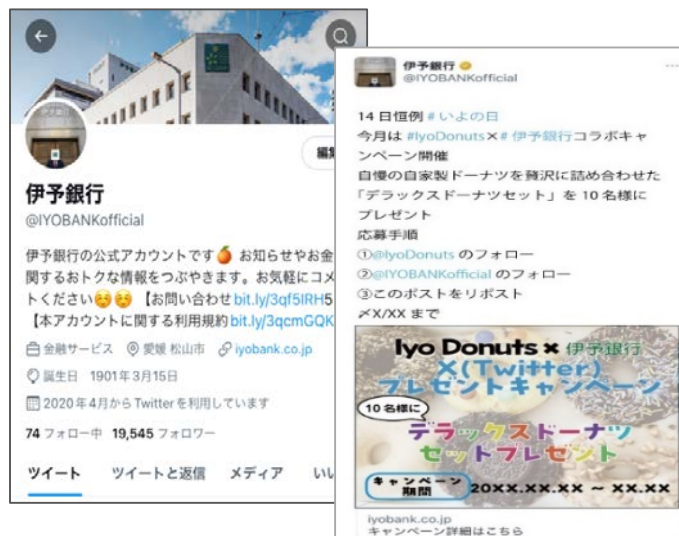 伊予銀行
@IYOBANKofficial
伊予銀行の公式アカウントです🍊 お知らせやお金
関するおトクな情報をつぶやきます。お気軽にコメ
トください☺️☺️ 【お問い合わせ bit.ly/3qf5IRH5
【本アカウントに関する利用規約 bit.ly/3qcmGQK
金融サービス 愛媛 松山市 iyobank.co.jp
誕生日 1901年3月15日
2020年4月からTwitterを利用しています
74 フォロー中 19,545 フォロワー
ツイート ツイートと返信 メディア いい
伊予銀行
@IYOBANKofficial
14日恒例 #いよの日
今月は #IyoDonuts×# 伊予銀行コラボキャ
ンペーン開催
自慢の自家製ドーナツを贅沢に詰め合わせた
「デラックスドーナツセット」を10名様に
プレゼント
応募手順
①@IyoDonuts のフォロー
②@IYOBANKofficial のフォロー
③このポストをリポスト
〆X/XX まで
Iyo Donuts × 伊予銀行
X(Twitter)
プレゼントキャンペーン
10名様に
デラックスドーナツ
セットプレゼント
キャンペーン
期間
20XX.XX.XX ~ XX.XX
iyobank.co.jp
キャンペーン詳細はこちら